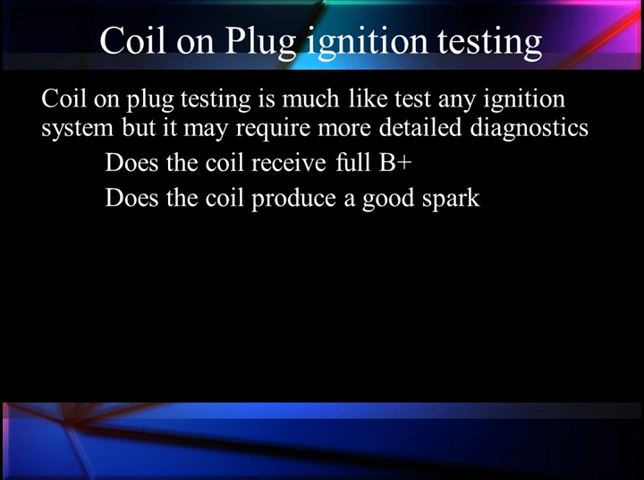 Coil on Plug ignition testing
Coil on plug testing is much like test any ignition
system but it may require more detailed diagnostics
Does the coil receive full B+
Does the coil produce a good spark